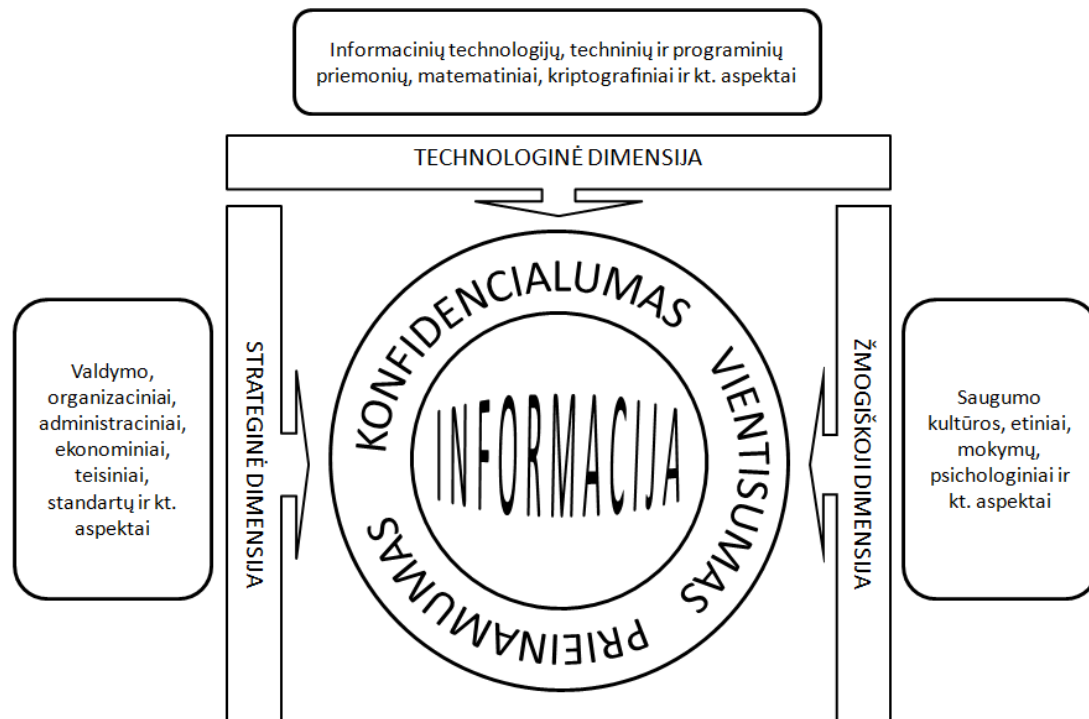 Informacinių technologijų, techninių ir programinių
priemonių, matematiniai, kriptografiniai ir kt. aspektai
TECHNOLOGINĖ DIMENSIJA
Valdymo,
organizaciniai,
administraciniai,
ekonominiai,
teisiniai,
standartų ir kt.
aspektai
STRATEGINĖ DIMENSIJA
KONFIDENCIALUMAS
VIENTISUMAS
PRIEINAMUMAS
INFORMACIJA
ŽMOGIŠKOJI DIMENSIJA
Saugumo
kultūros, etiniai,
mokymų,
psichologiniai ir
kt. aspektai